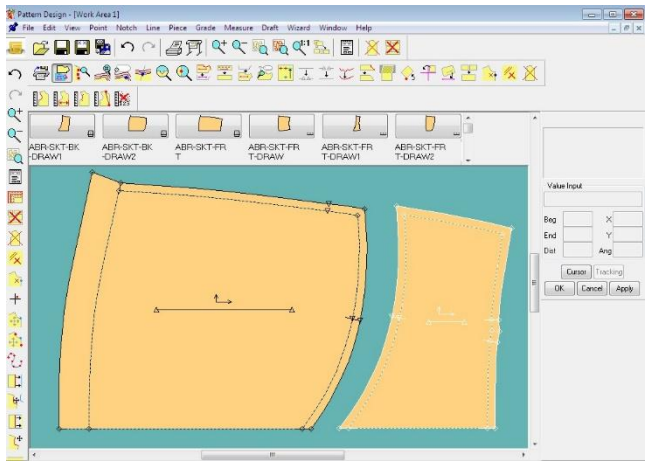 Pattern Design - [Work Area 1]
File Edit View Point Notch Line Piece Grade Measure Draft Wizard Window Help
ABR-SKT-BK
-DRAW1
ABR-SKT-BK
-DRAW2
ABR-SKT-FR
T
ABR-SKT-FR
T-DRAW
ABR-SKT-FR
T-DRAW1
ABR-SKT-FR
T-DRAW2
Value Input
Beg X
End Y
Dist Ang
Cursor Tracking
OK Cancel Apply